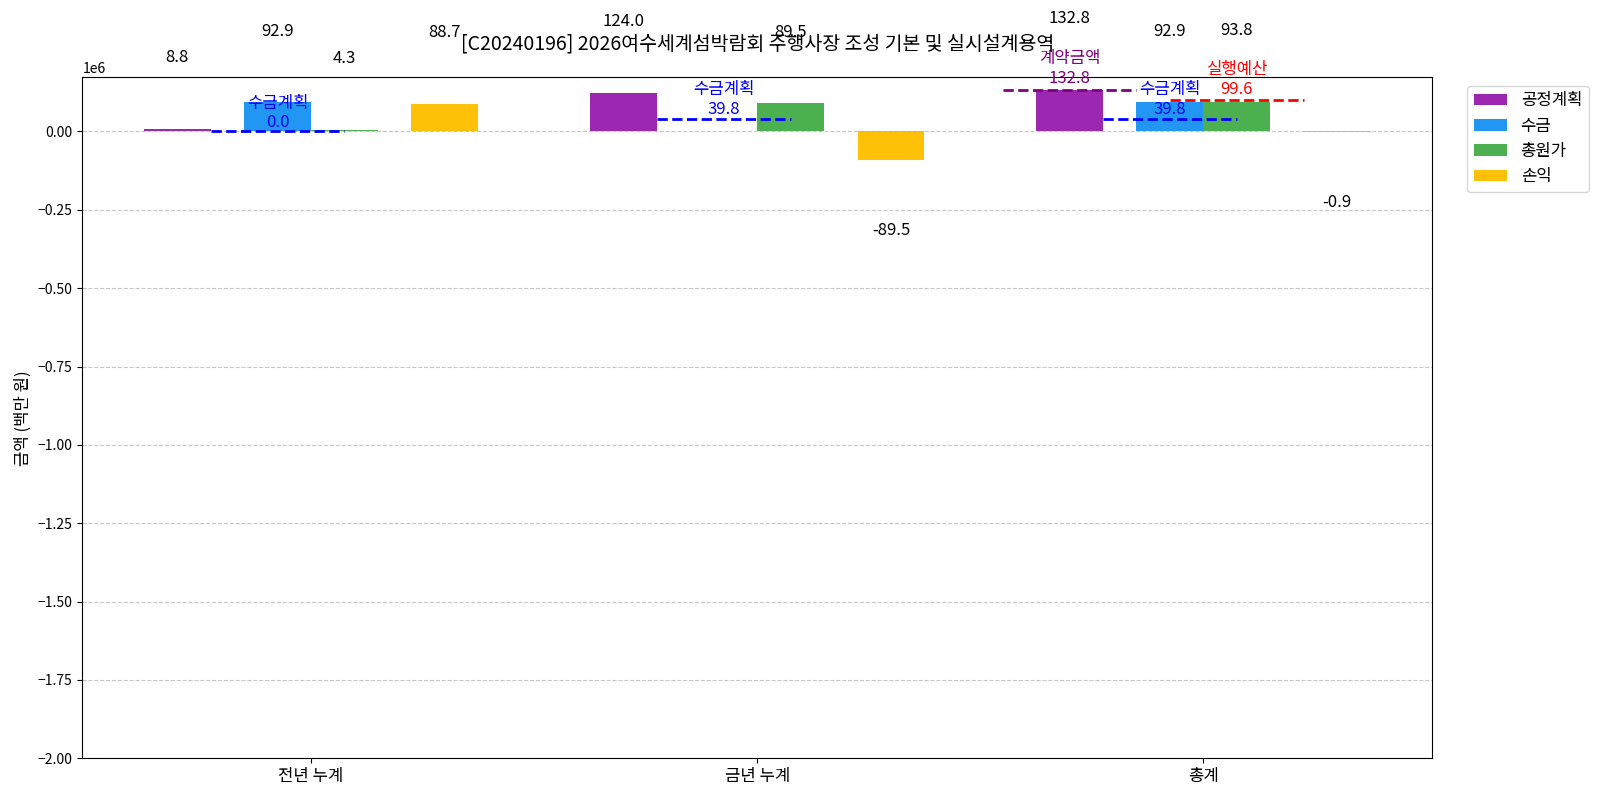 132.8
124.0
92.9
92.9
93.8
88.7
89.5
[C20240196] 2026여수세계섬박람회 주행사장 조성 기본 및 실시설계용역
8.8
4.3
계약금액
132.8
실행예산
99.6
1e6
수금계획
0.0
수금계획
39.8
수금계획
39.8
공정계획
수금
총원가
손익
0.00
−0.25
−0.50
−0.75
−1.00
−1.25
−1.50
−1.75
−2.00
-0.9
-89.5
금액 (백만 원)
전년 누계
금년 누계
총계